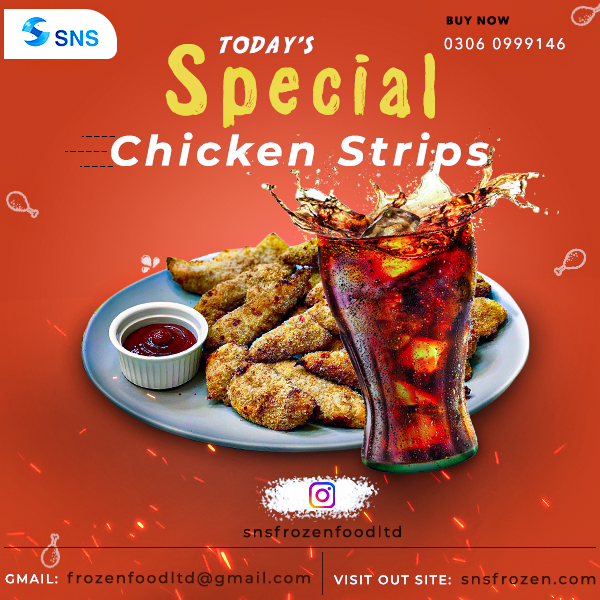 SNS
BUY NOW
0306 0999146
TODAY'S
Special
Chicken Strips
snsfrozenfoodltd
GMAIL: frozenfoodltd@gmail.com
VISIT OUT SITE: snsfrozen.com